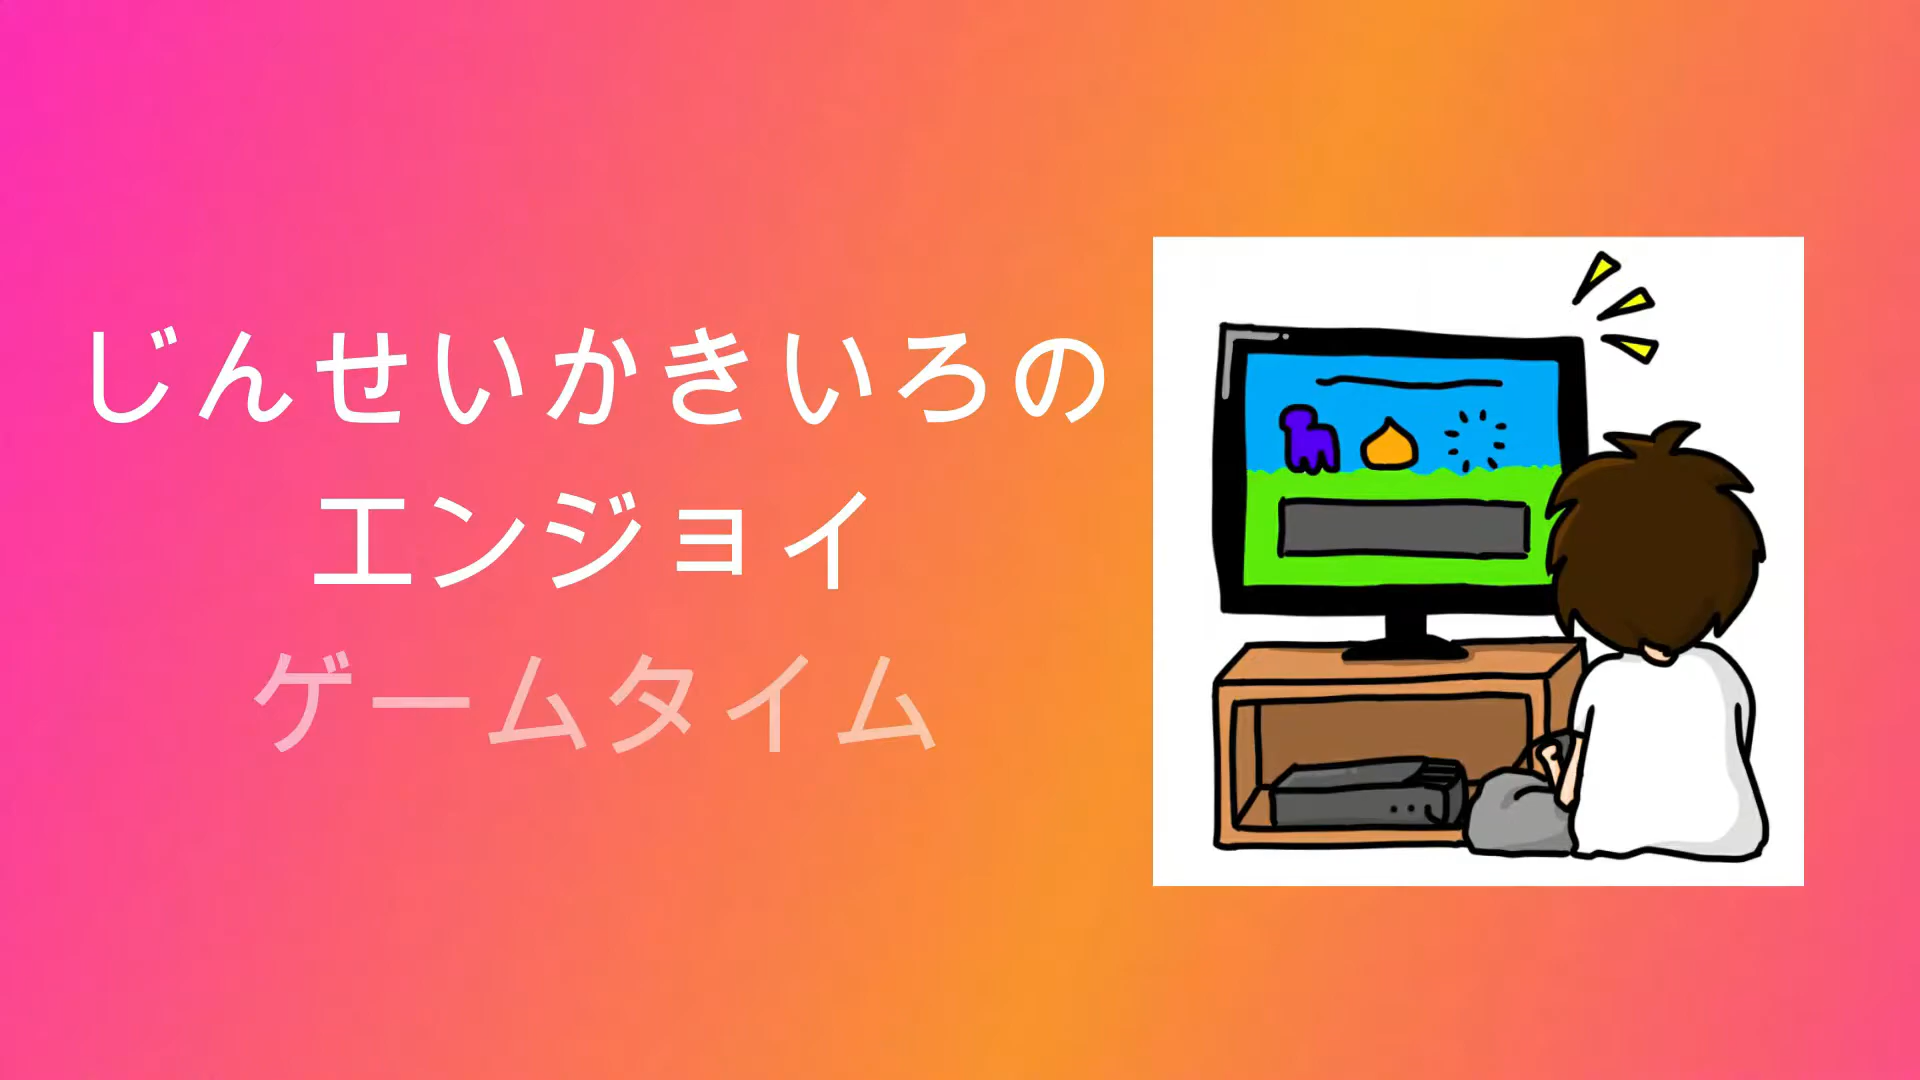 じんせいかきいろの
エンジョイ
ゲームタイム